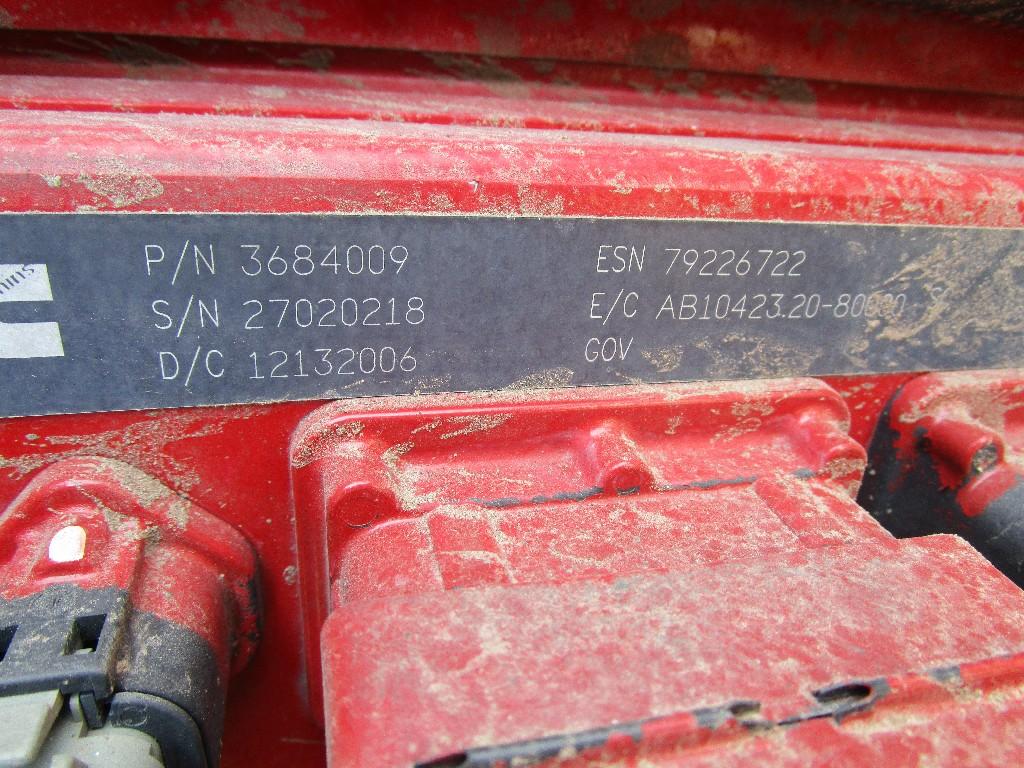 P/N 3684009
S/N 27020218
D/C 12132006
ESN 79226722
E/C
GOV